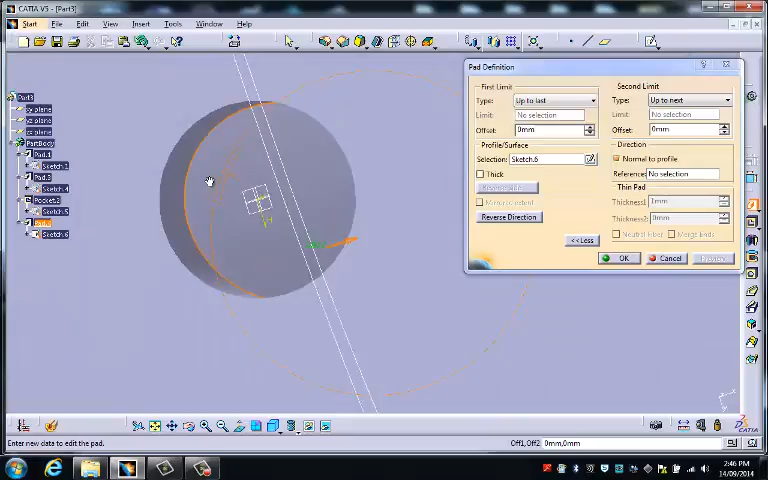 CATIA V5 - [Part3]
Start File Edit View Insert Tools Window Help
Part3
xy plane
yz plane
zx plane
PartBody
Pad.1
Sketch.1
Pad.3
Sketch.4
Pocket.2
Sketch.5
Sketch.6
Pad Definition
First Limit
Type: Up to last
Limit: No selection
Offset: 0mm
Profile/Surface
Selection: Sketch.6
Thick
Reverse Side
Mirrored extent
Reverse Direction
<<Less
Second Limit
Type: Up to next
Limit: No selection
Offset: 0mm
Direction
Normal to profile
Reference: No selection
Thin Pad
Thickness1: 1mm
Thickness2: 0mm
Neutral Fiber Merge Ends
OK Cancel Preview
CATIA
Enter new data to edit the pad.
Off1,Off2 0mm,0mm
2:46 PM
14/09/2014